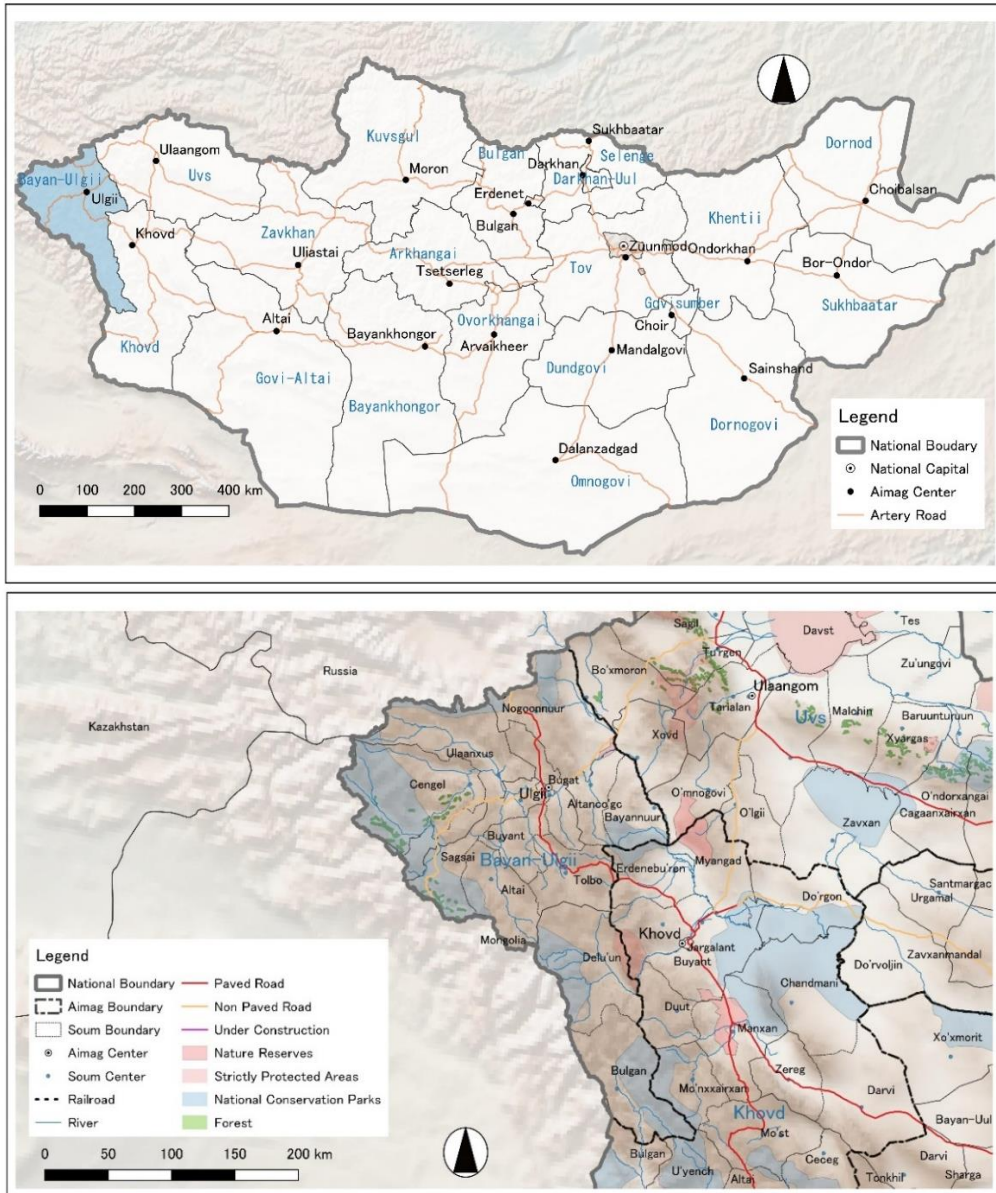 Sukhbaatar
Kuvsgul
Bulgan
Selenge
Dornod
Ulaangom
Darkhan
Bayan-Ulgii
Uvs
Moron
Darkhan-Uul
Ulgii
Erdenet
Choibalsan
Khovd
Bulgan
Khentii
Zavkhan
Arkhangai
Zuunmod
Ondorkhan
Uliastai
Tov
Bor-Ondor
Tsetserleg
Govisumber
Sukhbaatar
Altai
Bayankhongor
Ovorkhangai
Choir
Khovd
Arvaikheer
Mandalgovi
Govi-Altai
Dundgovi
Sainshand
Bayankhongor
Dornogovi
Legend
National Boudary
Dalanzadgad
National Capital
Omnogovi
Aimag Center
0 100 200 300 400 km
Artery Road
Sagil
Tes
Davst
Tu'rgen
Zu'ungovi
Russia
Bo'xmoron
Ulaangom
Kazakhstan
Nogoonnuur
Tarialan
Uvs
Malchin
Baruunturuun
Xovd
Xyargas
Ulaanxus
Cengel
Bugat
Ulgii
O'mnogovi
O'ndorxangai
Altanco'gc
O'lgii
Bayannuur
Zavxan
Cagaanxairxan
Buyant
Sagsai
Bayan-Ulgii
Myangad
Erdenebu'ren
Tolbo
Altai
Do'rgon
Santmargac
Urgamal
Mongolia
Khovd
Jargalant
Buyant
Delu'un
Zavxanmandal
Do'rvoljin
Chandmani
Legend
National Boundary
Paved Road
Aimag Boundary
Non Paved Road
Soum Boundary
Under Construction
Aimag Center
Nature Reserves
Soum Center
Strictly Protected Areas
Railroad
National Conservation Parks
River
Forest
0 50 100 150 200 km
Duut
Manxan
Xo'xmorit
Bulgan
Zereg
Mo'nxxairxan
Darvi
Khovd
Bayan-Uul
Mo'st
Bulgan
U'yench
Altai
Ceceg
Darvi
Tonkhil
Sharga